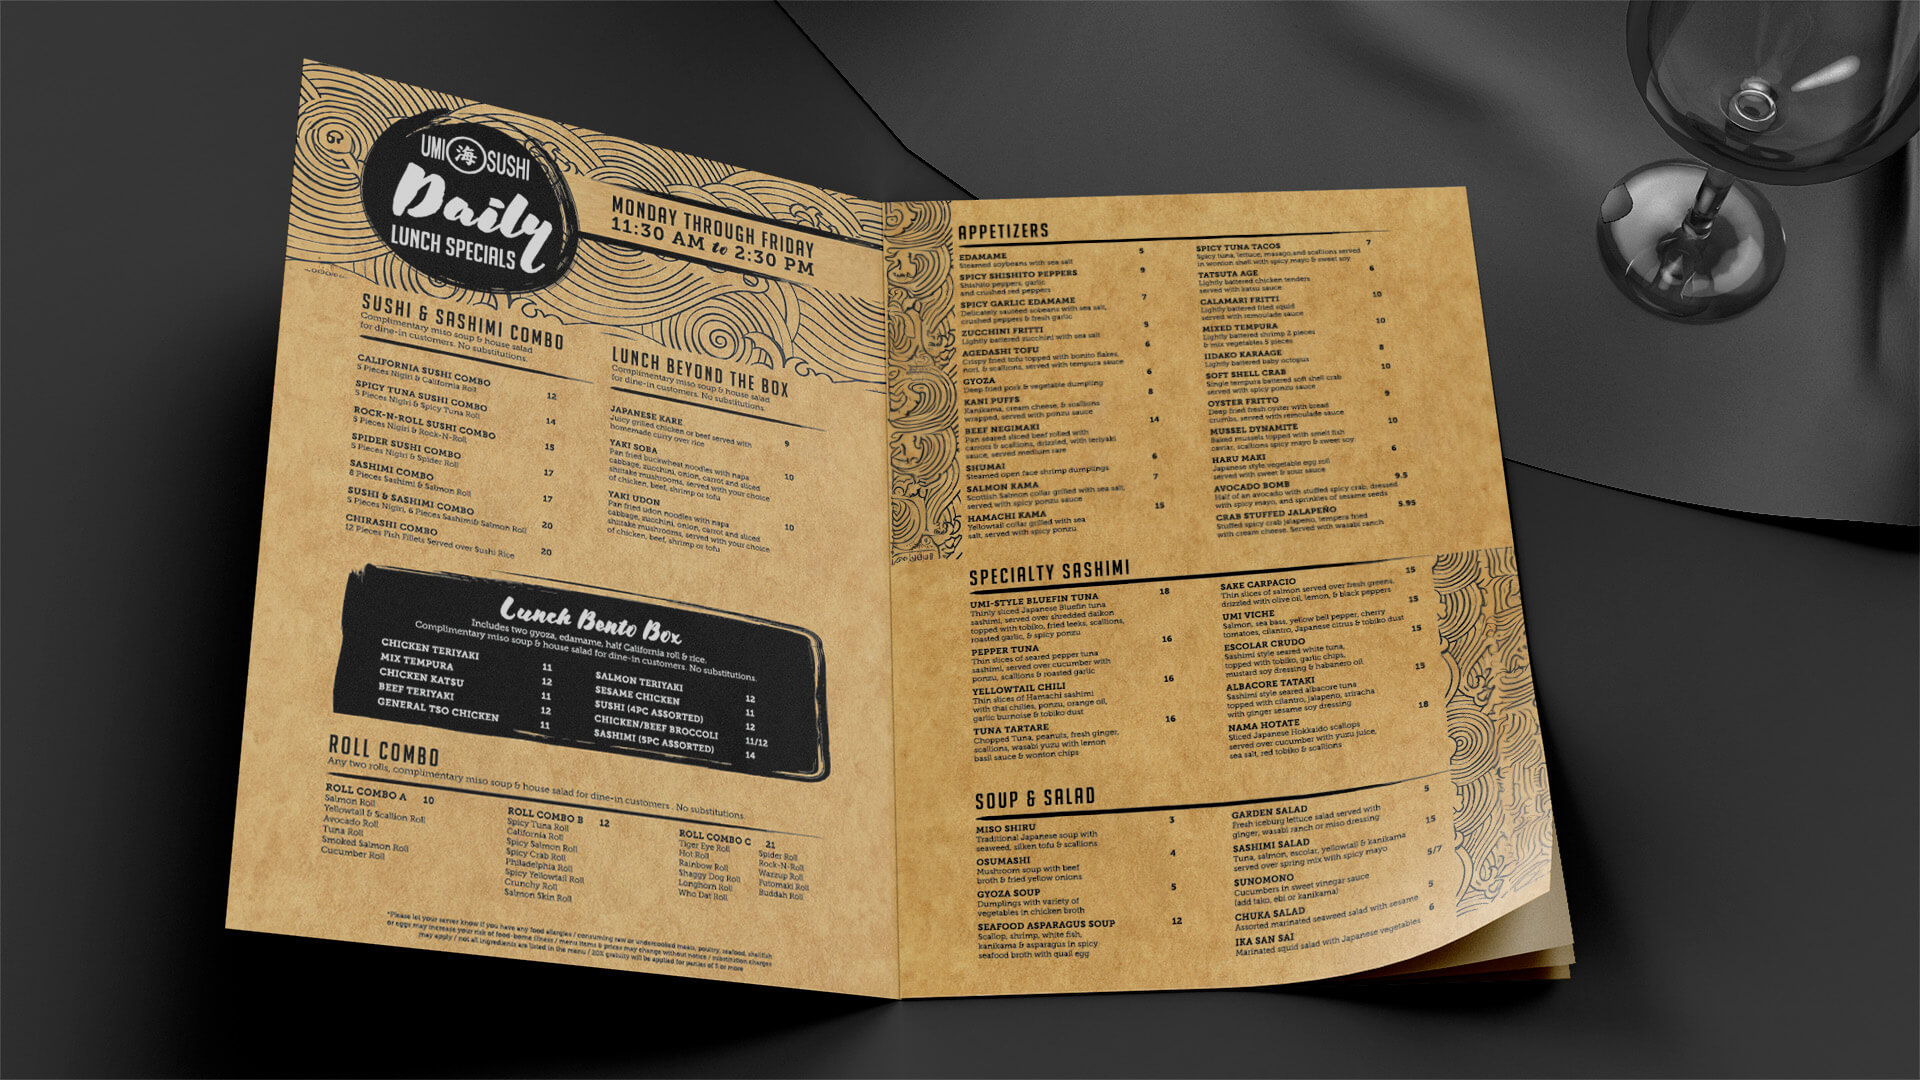 UMI 海 SUSHI
Daily
LUNCH SPECIALS
MONDAY THROUGH FRIDAY
11:30 AM to 2:30 PM
SUSHI & SASHIMI COMBO
Complimentary miso soup & house salad
for dine-in customers. No substitutions.
CALIFORNIA SUSHI COMBO 12
5 Pieces Nigiri & California Roll
SPICY TUNA SUSHI COMBO 14
5 Pieces Nigiri & Spicy Tuna Roll
ROCK-N-ROLL SUSHI COMBO 15
5 Pieces Nigiri & Rock-N-Roll
SPIDER SUSHI COMBO 17
5 Pieces Nigiri & Spider Roll
SASHIMI COMBO 17
8 Pieces Sashimi & Salmon Roll
SUSHI & SASHIMI COMBO 20
5 Pieces Nigiri, 6 Pieces Sashimi& Salmon Roll
CHIRASHI COMBO 20
12 Pieces Fish Fillets Served over Sushi Rice
LUNCH BEYOND THE BOX
Complimentary miso soup & house salad
for dine-in customers. No substitutions.
JAPANESE KARE 9
Juicy grilled chicken or beef served with
homemade curry over rice
YAKI SOBA 10
Pan fried buckwheat noodles with napa
cabbage, zucchini, onion, carrot and sliced
shiitake mushrooms, served with your choice
of chicken, beef, shrimp or tofu
YAKI UDON 10
Pan fried udon noodles with napa
cabbage, zucchini, onion, carrot and sliced
shiitake mushrooms, served with your choice
of chicken, beef, shrimp or tofu
Lunch Bento Box
Includes two gyoza, edamame, half California roll & rice.
Complimentary miso soup & house salad for dine-in customers. No substitutions.
CHICKEN TERIYAKI 11
MIX TEMPURA 12
CHICKEN KATSU 11
BEEF TERIYAKI 12
GENERAL TSO CHICKEN 11
SALMON TERIYAKI 12
SESAME CHICKEN 11
SUSHI (4PC ASSORTED) 12
CHICKEN/BEEF BROCCOLI 11/12
SASHIMI (5PC ASSORTED) 14
ROLL COMBO
Any two rolls, complimentary miso soup & house salad for dine-in customers . No substitutions.
ROLL COMBO A 10
Salmon Roll
Yellowtail & Scallion Roll
Avocado Roll
Tuna Roll
Smoked Salmon Roll
Cucumber Roll
ROLL COMBO B 12
Spicy Tuna Roll
California Roll
Spicy Salmon Roll
Spicy Crab Roll
Philadelphia Roll
Spicy Yellowtail Roll
Crunchy Roll
Salmon Skin Roll
ROLL COMBO C 21
Tiger Eye Roll
Hot Roll
Rainbow Roll
Shaggy Dog Roll
Longhorn Roll
Who Dat Roll
Spider Roll
Rock-N-Roll
Wazzup Roll
Futomaki Roll
Buddah Roll
*Please let your server know if you have any food allergies / consuming raw or undercooked meats, poultry, seafood, shellfish
or eggs may increase your risk of food-borne illness / menu items & prices may change without notice / substitution charges
may apply / not all ingredients are listed in the menu / 20% gratuity will be applied for parties of 5 or more
APPETIZERS
EDAMAME 5
Steamed soybeans with sea salt
SPICY SHISHITO PEPPERS 9
Shishito peppers, garlic
and crushed red peppers
SPICY GARLIC EDAMAME 7
Delicately sautéed sobeans with sea salt,
crushed peppers & fresh garlic
ZUCCHINI FRITTI 5
Lightly battered zucchini with sea salt
AGEDASHI TOFU 6
Crispy fried tofu topped with bonito flakes,
nori, & scallions, served with tempura sauce
GYOZA 6
Deep fried pork & vegetable dumpling
KANI PUFFS 8
Kanikama, cream cheese, & scallions
wrapped, served with ponzu sauce
BEEF NEGIMAKI 14
Pan seared sliced beef rolled with
carrots & scallions, drizzled, with teriyaki
sauce, served medium rare
SHUMAI 6
Steamed open face shrimp dumplings
SALMON KAMA 7
Scottish Salmon collar grilled with sea salt,
served with spicy ponzu sauce
HAMACHI KAMA 15
Yellowtail collar grilled with sea
salt, served with spicy ponzu
SPICY TUNA TACOS 7
Spicy tuna, lettuce, masago,and scallions served
in wonton shell with spicy mayo & sweet soy
TATSUTA AGE 6
Lightly battered chicken tenders
served with katsu sauce
CALAMARI FRITTI 10
Lightly battered fried squid
served with remoulade sauce
MIXED TEMPURA 10
Lightly battered shrimp 2 pieces
& mix vegetables 5 pieces
IIDAKO KARAAGE 8
Lightly battered baby octopus
SOFT SHELL CRAB 10
Single tempura battered soft shell crab
served with spicy ponzu sauce
OYSTER FRITTO 9
Deep fried fresh oyster with bread
crumbs, served with remoulade sauce
MUSSEL DYNAMITE 10
Baked mussels topped with smelt fish
caviar, scallions spicy mayo & sweet soy
HARU MAKI 6
Japanese style vegetable egg roll
served with sweet & sour sauce
AVOCADO BOMB 9.5
Half of an avocado with stuffed spicy crab, dressed
with spicy mayo, and sprinkles of sesame seeds
CRAB STUFFED JALAPEÑO 5.95
Stuffed spicy crab jalapeno, tempera fried
with cream cheese. Served with wasabi ranch
SPECIALTY SASHIMI
UMI-STYLE BLUEFIN TUNA 18
Thinly sliced Japanese Bluefin tuna
sashimi, served over shredded daikon
topped with tobiko, fried leeks, scallions,
roasted garlic, & spicy ponzu
PEPPER TUNA 16
Thin slices of seared pepper tuna
sashimi, served over cucumber with
ponzu, scallions & roasted garlic
YELLOWTAIL CHILI 16
Thin slices of Hamachi sashimi
with thai chilies, ponzu, orange oil,
garlic burnoise & tobiko dust
TUNA TARTARE 16
Chopped Tuna, peanuts, fresh ginger,
scallions, wasabi yuzu with lemon
basil sauce & wonton chips
SAKE CARPACIO 15
Thin slices of salmon served over fresh greens,
drizzled with olive oil, lemon, & black peppers
UMI VICHE 15
Salmon, sea bass, yellow bell pepper, cherry
tomatoes, cilantro, Japanese citrus & tobiko dust
ESCOLAR CRUDO 15
Sashimi style seared white tuna,
topped with tobiko, garlic chips,
mustard soy dressing & habanero oil
ALBACORE TATAKI 15
Sashimi style seared albacore tuna
topped with cilantro, jalapeno, sriracha
with ginger sesame soy dressing
NAMA HOTATE 18
Sliced Japanese Hokkaido scallops
served over cucumber with yuzu juice,
sea salt, red tobiko & scallions
SOUP & SALAD
MISO SHIRU 3
Traditional Japanese soup with
seaweed, silken tofu & scallions
OSUMASHI 4
Mushroom soup with beef
broth & fried yellow onions
GYOZA SOUP 5
Dumplings with variety of
vegetables in chicken broth
SEAFOOD ASPARAGUS SOUP 12
Scallop, shrimp, white fish,
kanikama & asparagus in spicy
seafood broth with quail egg
GARDEN SALAD 5
Fresh iceburg lettuce salad served with
ginger, wasabi ranch or miso dressing
SASHIMI SALAD 15
Tuna, salmon, escolar, yellowtail & kanikama
served over spring mix with spicy mayo
SUNOMONO 5/7
Cucumbers in sweet vinegar sauce
(add tako, ebi or kanikama)
CHUKA SALAD 5
Assorted marinated seaweed salad with sesame
IKA SAN SAI 6
Marinated squid salad with Japanese vegetables